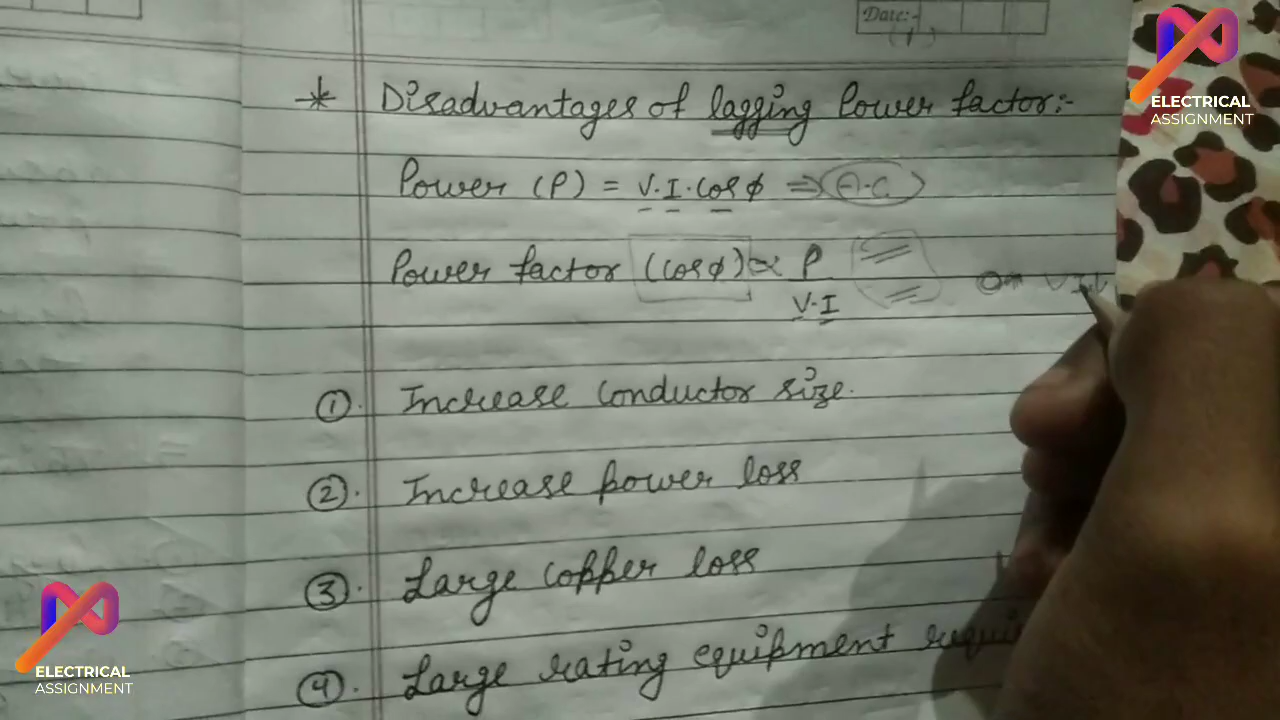 Date:-
ELECTRICAL
ASSIGNMENT
* Disadvantages of lagging Power factor:-
Power (P) = V.I.cosϕ ⇒ A.C.
Power factor (cosϕ) ∝ P
V.I
① Increase conductor size.
② Increase power loss
③ Large copper loss
④ Large rating equipment
ELECTRICAL
ASSIGNMENT